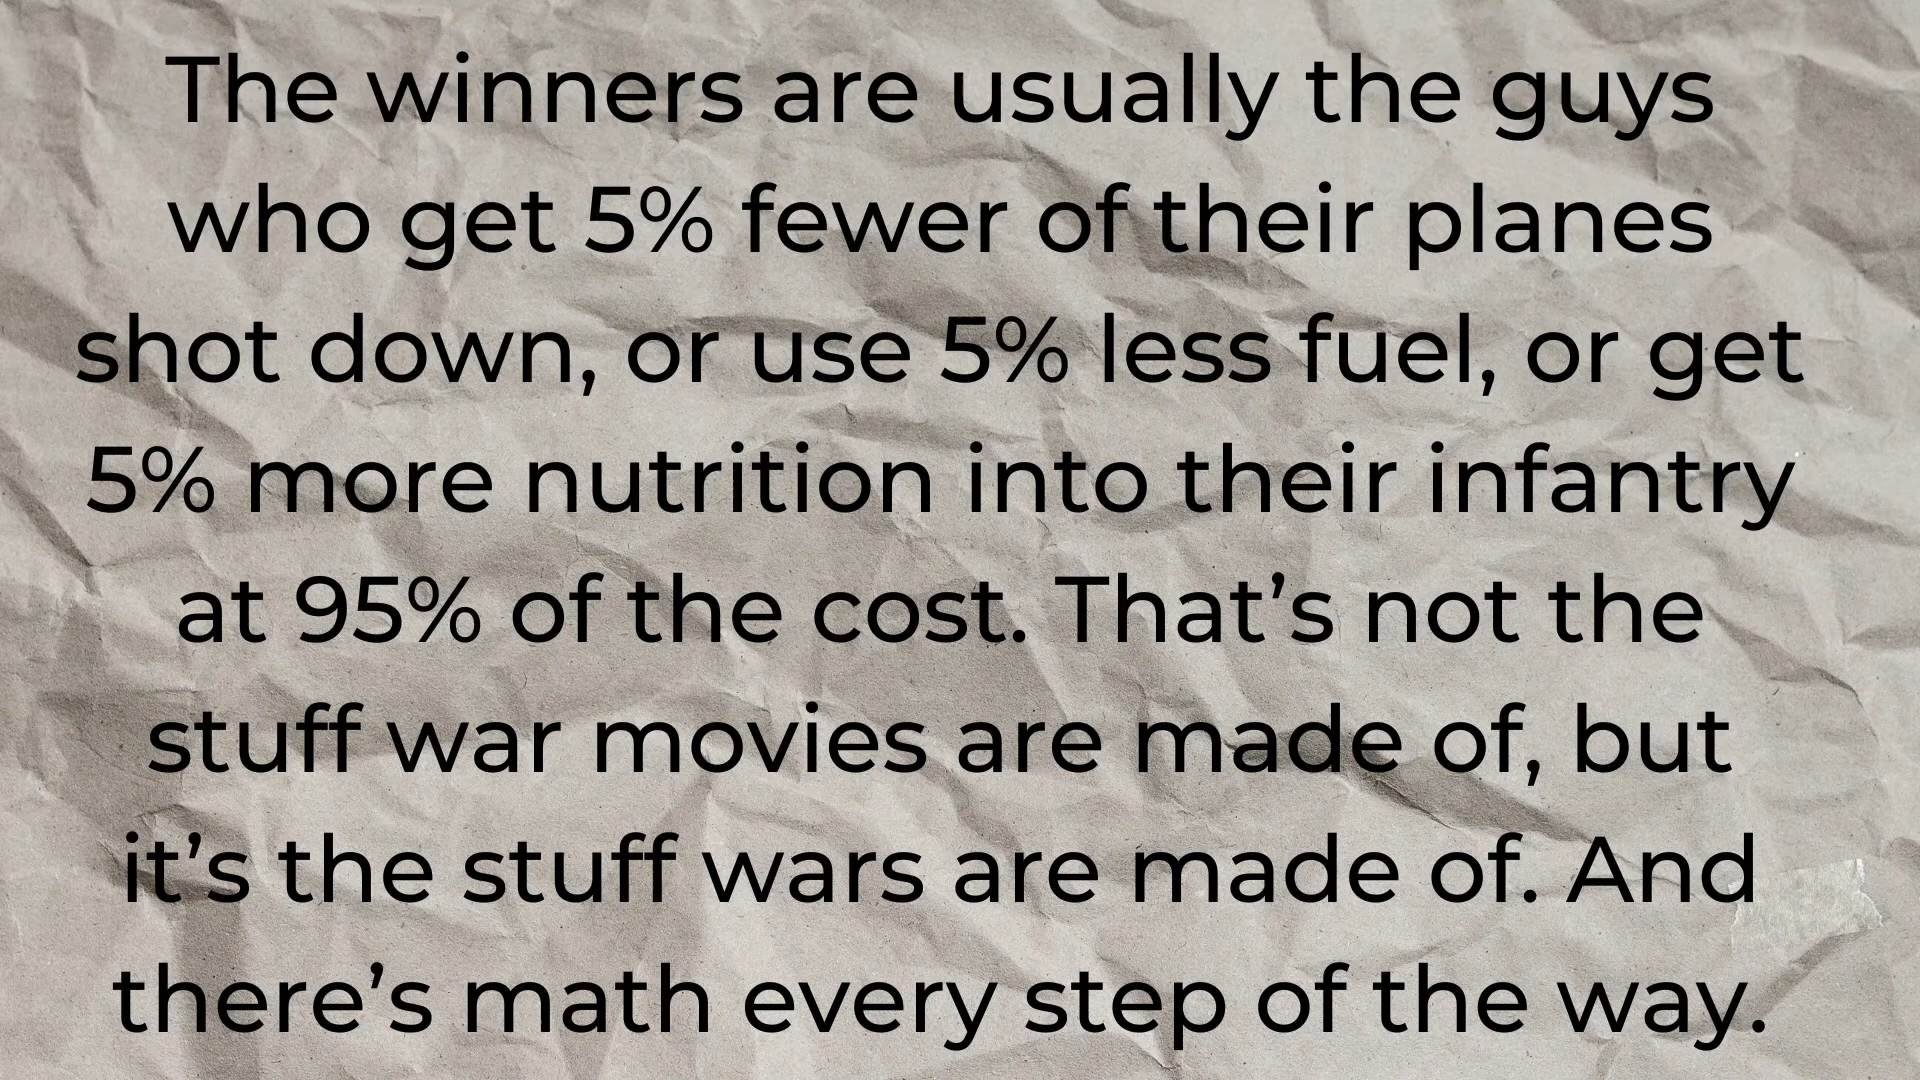 The winners are usually the guys
who get 5% fewer of their planes
shot down, or use 5% less fuel, or get
5% more nutrition into their infantry
at 95% of the cost. That’s not the
stuff war movies are made of, but
it’s the stuff wars are made of. And
there’s math every step of the way.